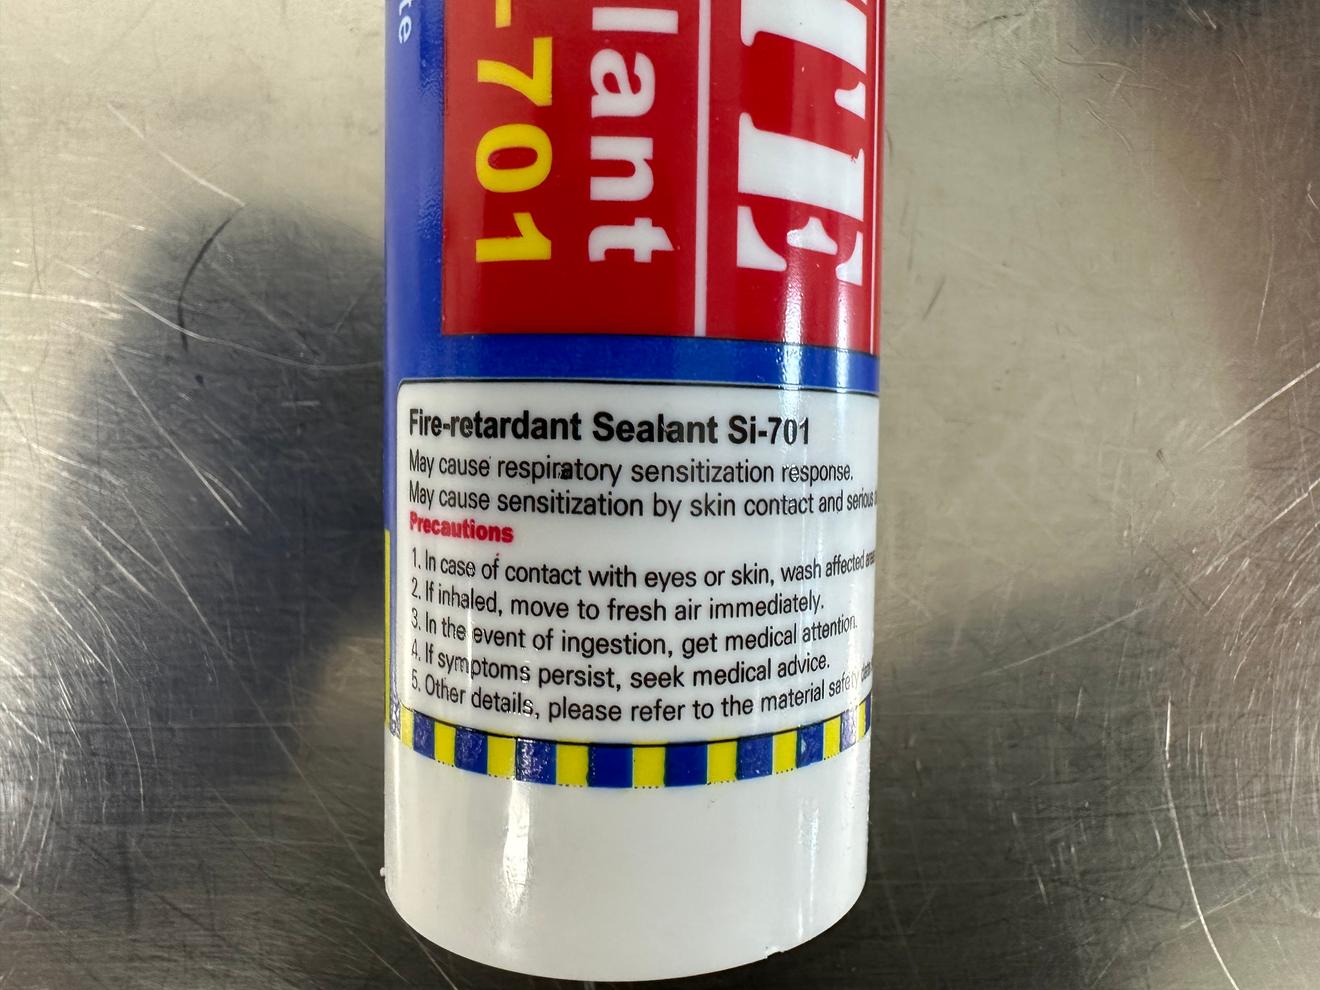 te
-701
lant
TE
Fire-retardant Sealant Si-701
May cause respiratory sensitization response.
May cause sensitization by skin contact and serious
Precautions
1. In case of contact with eyes or skin, wash affected
2. If inhaled, move to fresh air immediately.
3. In the event of ingestion, get medical attention.
4. If symptoms persist, seek medical advice.
5. Other details, please refer to the material safety